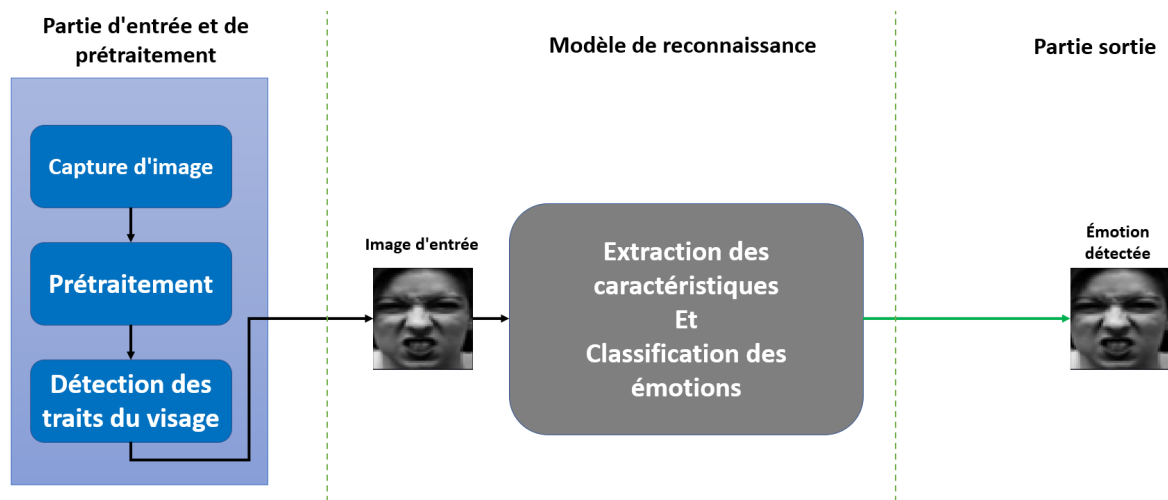 Partie d'entrée et de
prétraitement
Modèle de reconnaissance
Partie sortie
Capture d'image
Prétraitement
Détection des
traits du visage
Image d'entrée
Extraction des
caractéristiques
Et
Classification des
émotions
Émotion
détectée